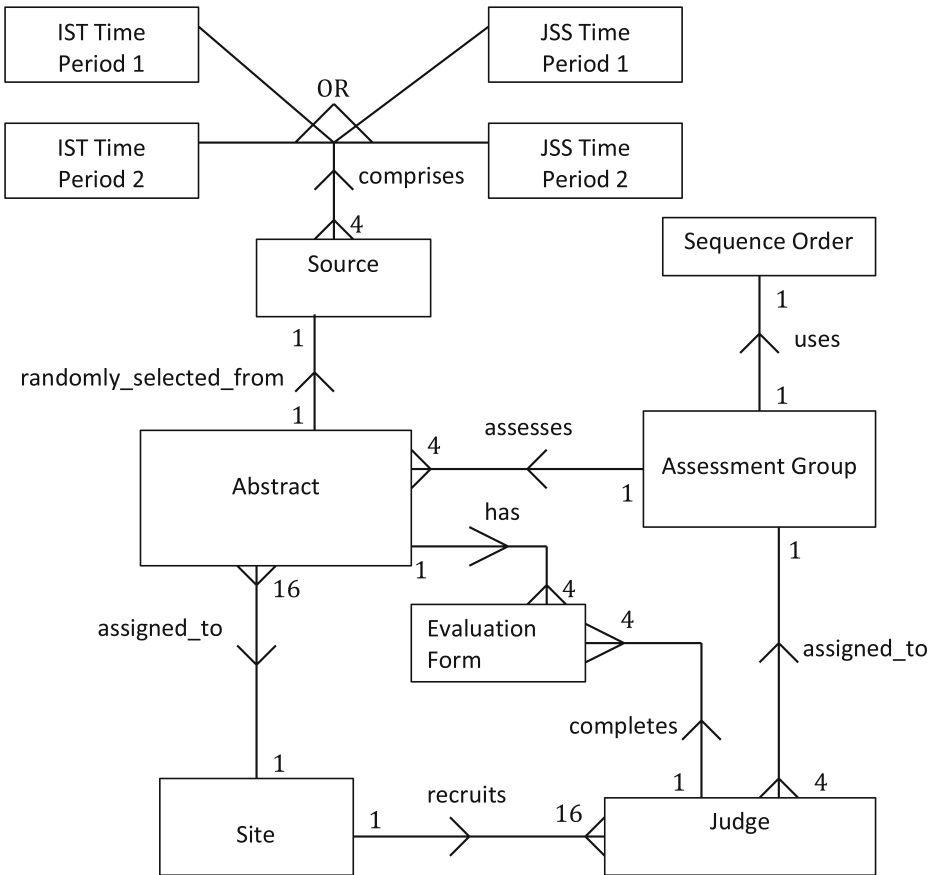 IST Time
Period 1
JSS Time
Period 1
OR
IST Time
Period 2
JSS Time
Period 2
comprises
4
Source
Sequence Order
1
1
uses
randomly_selected_from
1
1
assesses
4
Abstract
Assessment Group
1
has
1
1
16
4
Evaluation
Form
4
assigned_to
assigned_to
completes
1
1
4
recruits
1
16
Site
Judge